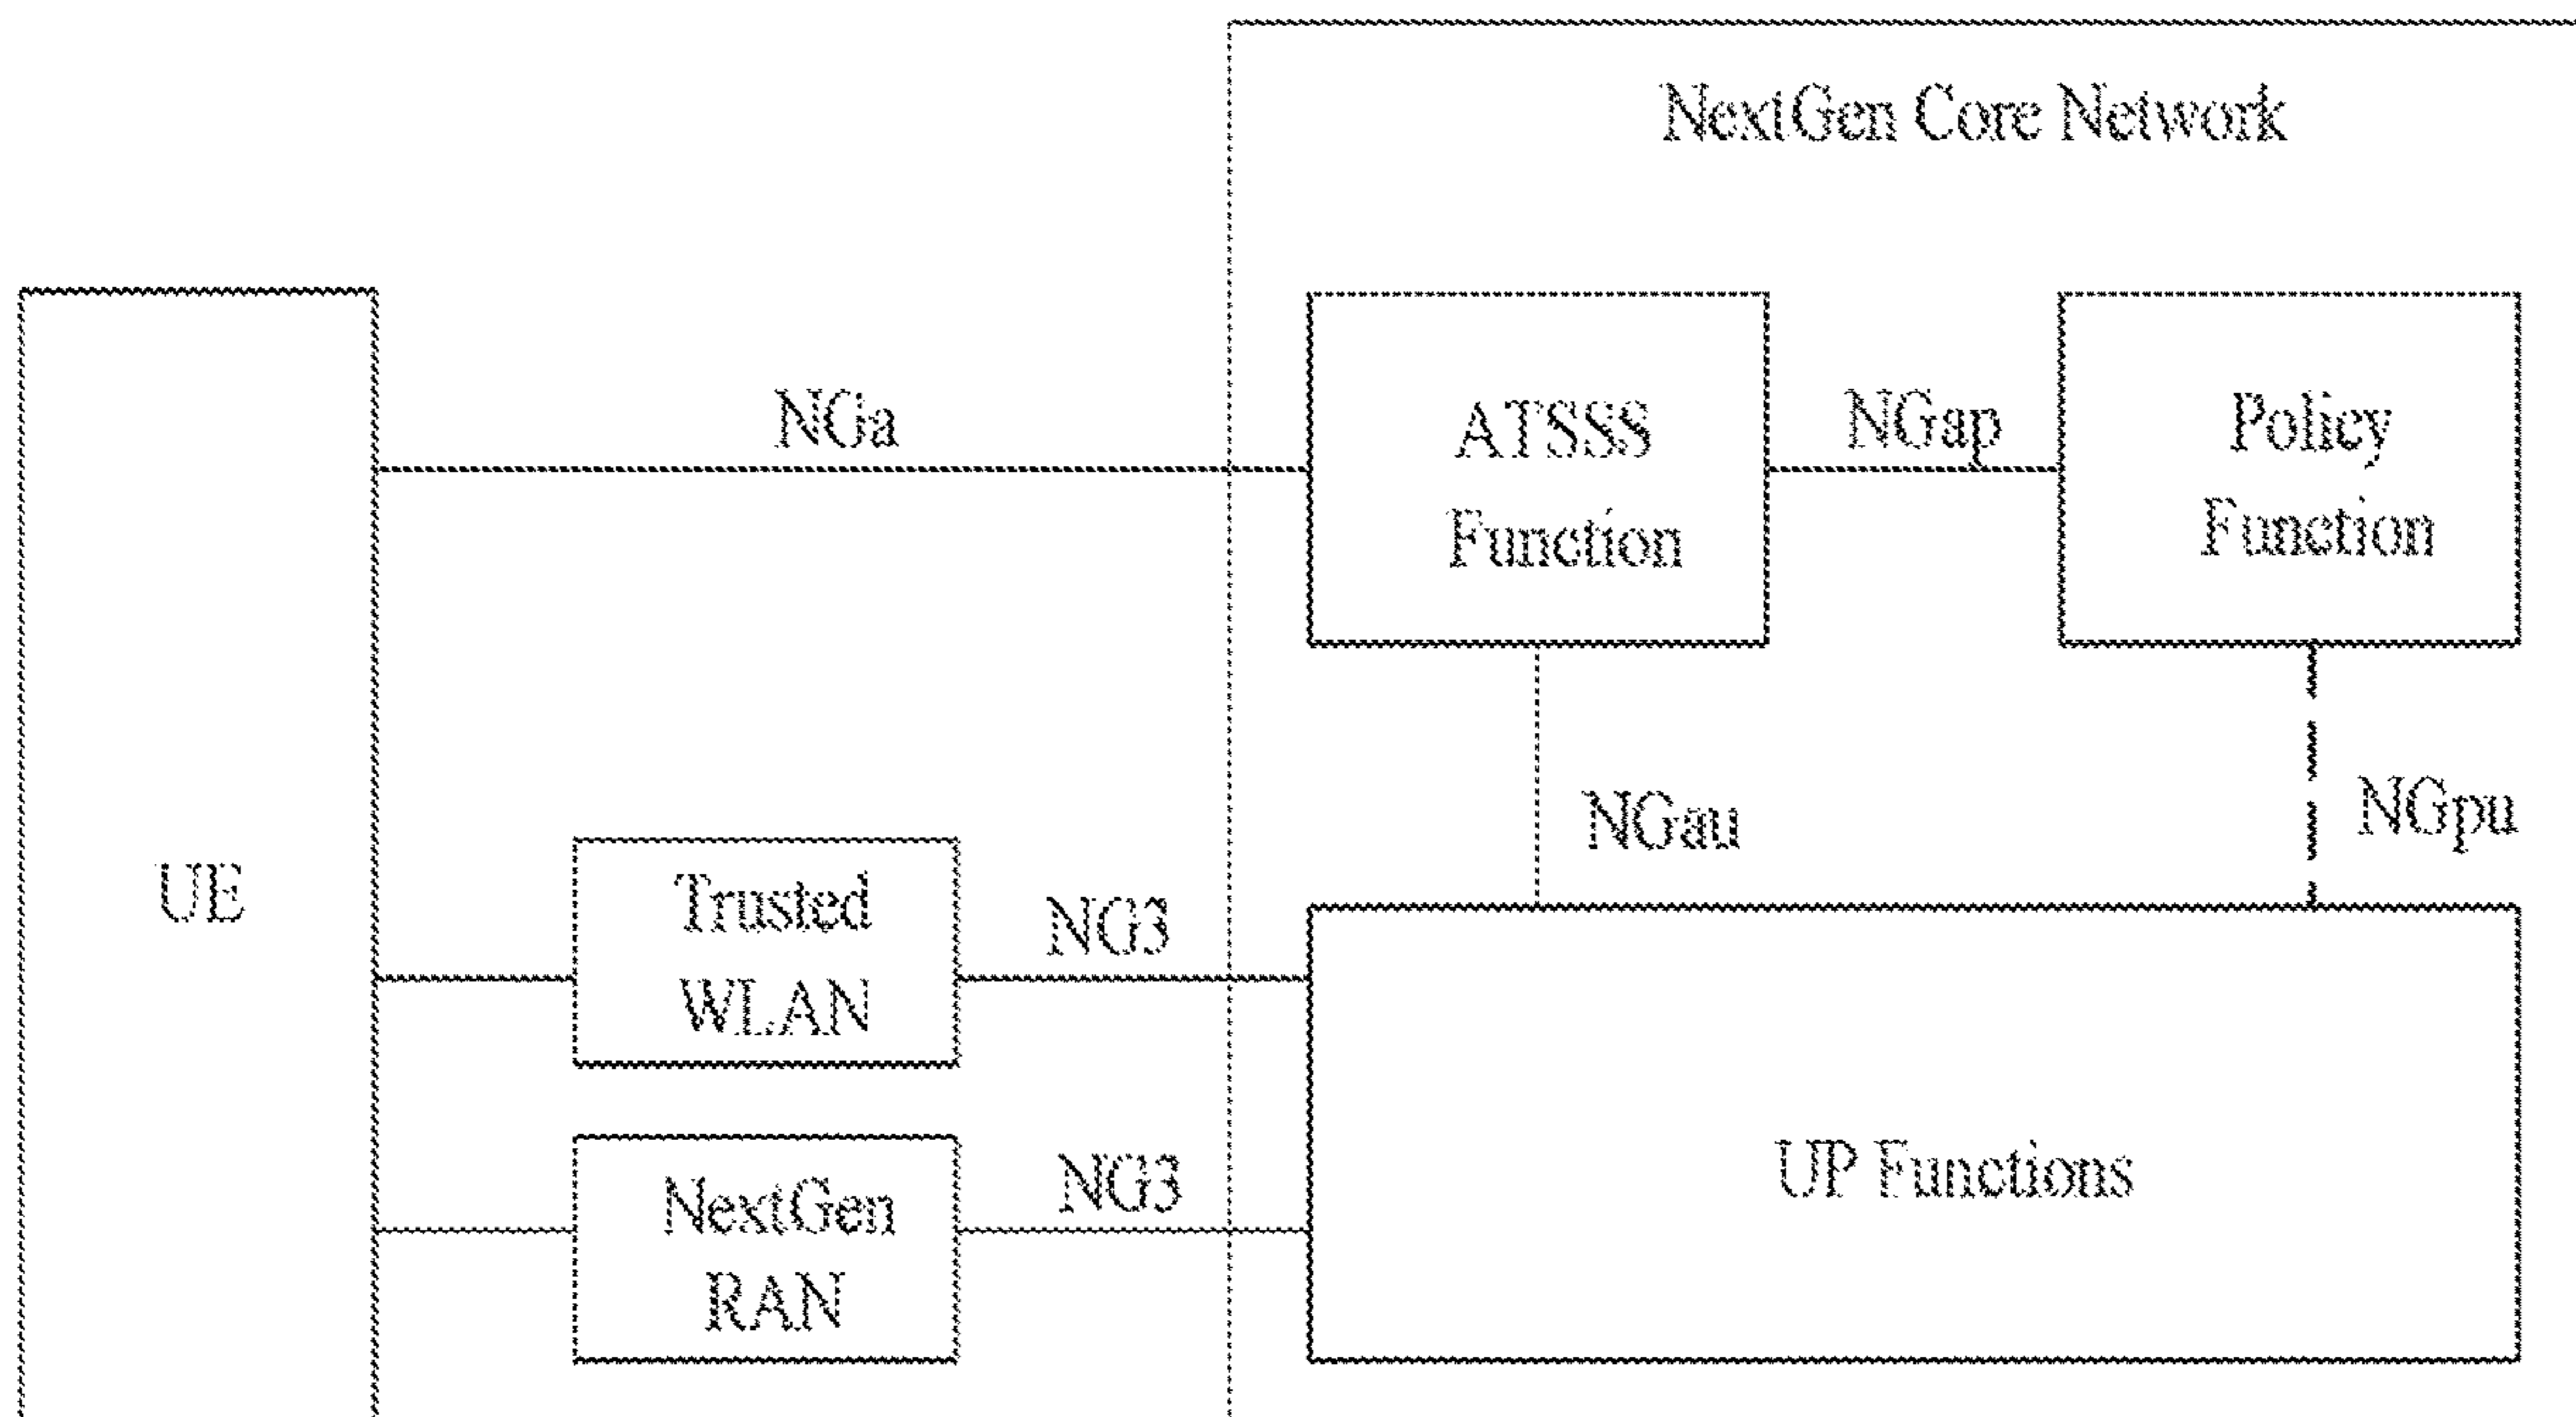 NextGen Core Network
NGa
ATSSS
Function
NGap
Policy
Function
NGau
NGpu
UE
Trusted
WLAN
NG3
NextGen
RAN
NG3
UP Functions